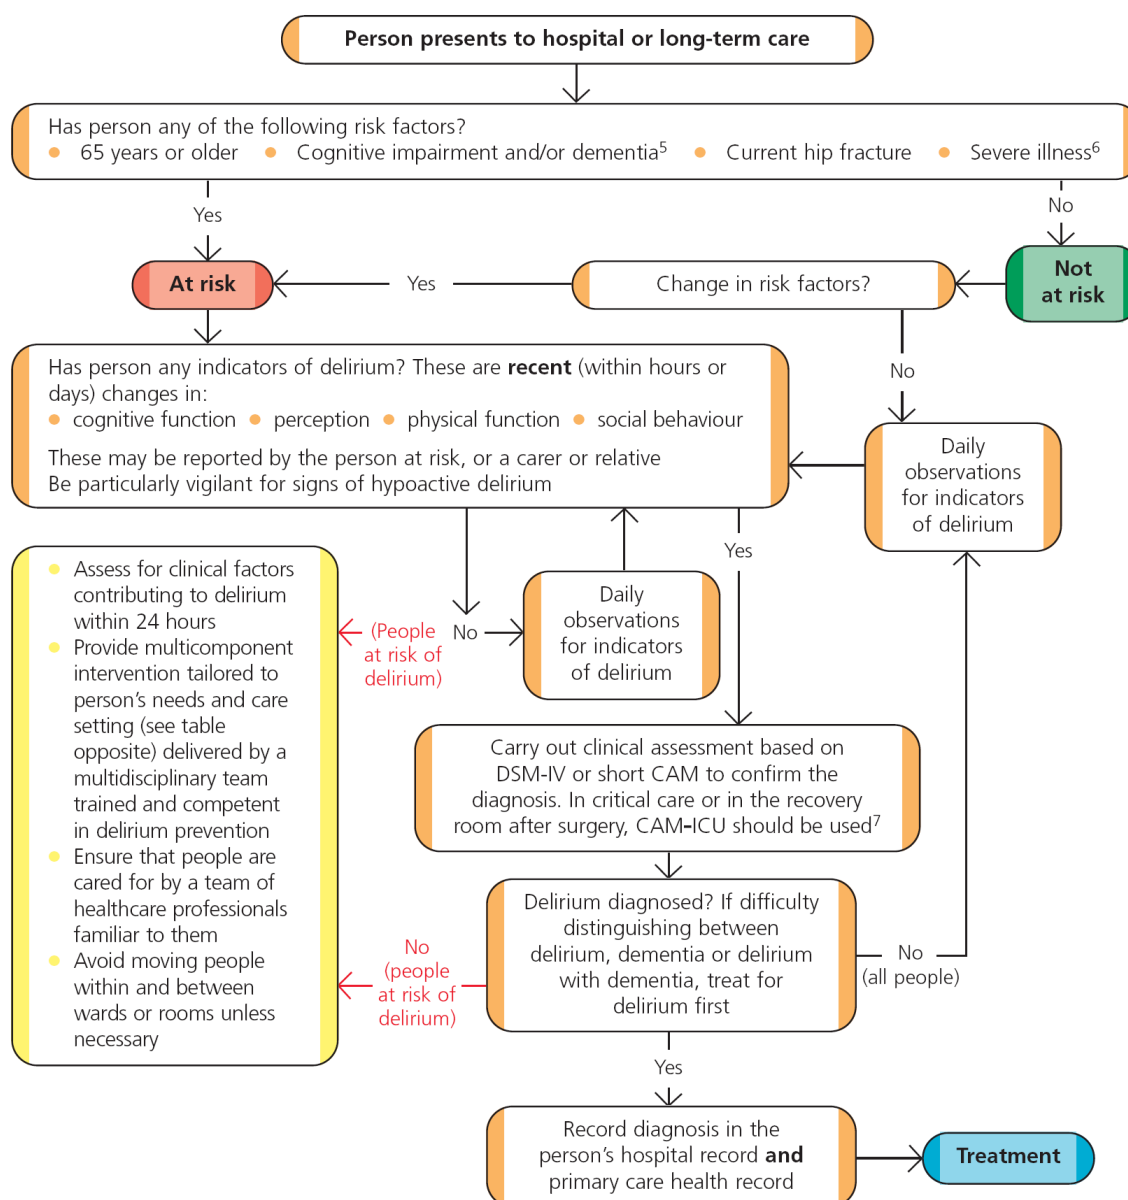 Person presents to hospital or long-term care
Has person any of the following risk factors?
• 65 years or older • Cognitive impairment and/or dementia5 • Current hip fracture • Severe illness6
Yes
No
At risk
Yes
Change in risk factors?
Not
at risk
No
Has person any indicators of delirium? These are recent (within hours or
days) changes in:
• cognitive function • perception • physical function • social behaviour
These may be reported by the person at risk, or a carer or relative
Be particularly vigilant for signs of hypoactive delirium
Daily
observations
for indicators
of delirium
Yes
No
(People
at risk of
delirium)
Daily
observations
for indicators
of delirium
• Assess for clinical factors
contributing to delirium
within 24 hours
• Provide multicomponent
intervention tailored to
person’s needs and care
setting (see table
opposite) delivered by a
multidisciplinary team
trained and competent
in delirium prevention
• Ensure that people are
cared for by a team of
healthcare professionals
familiar to them
• Avoid moving people
within and between
wards or rooms unless
necessary
Carry out clinical assessment based on
DSM-IV or short CAM to confirm the
diagnosis. In critical care or in the recovery
room after surgery, CAM-ICU should be used7
Delirium diagnosed? If difficulty
distinguishing between
delirium, dementia or delirium
with dementia, treat for
delirium first
No
(people
at risk of
delirium)
No
(all people)
Yes
Record diagnosis in the
person’s hospital record and
primary care health record
Treatment